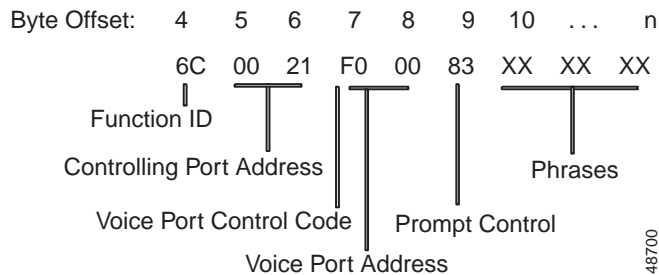 Byte Offset: 4 5 6 7 8 9 10 ... n
6C 00 21 F0 00 83 XX XX XX
Function ID
Controlling Port Address
Phrases
Voice Port Control Code
Prompt Control
Voice Port Address
48700